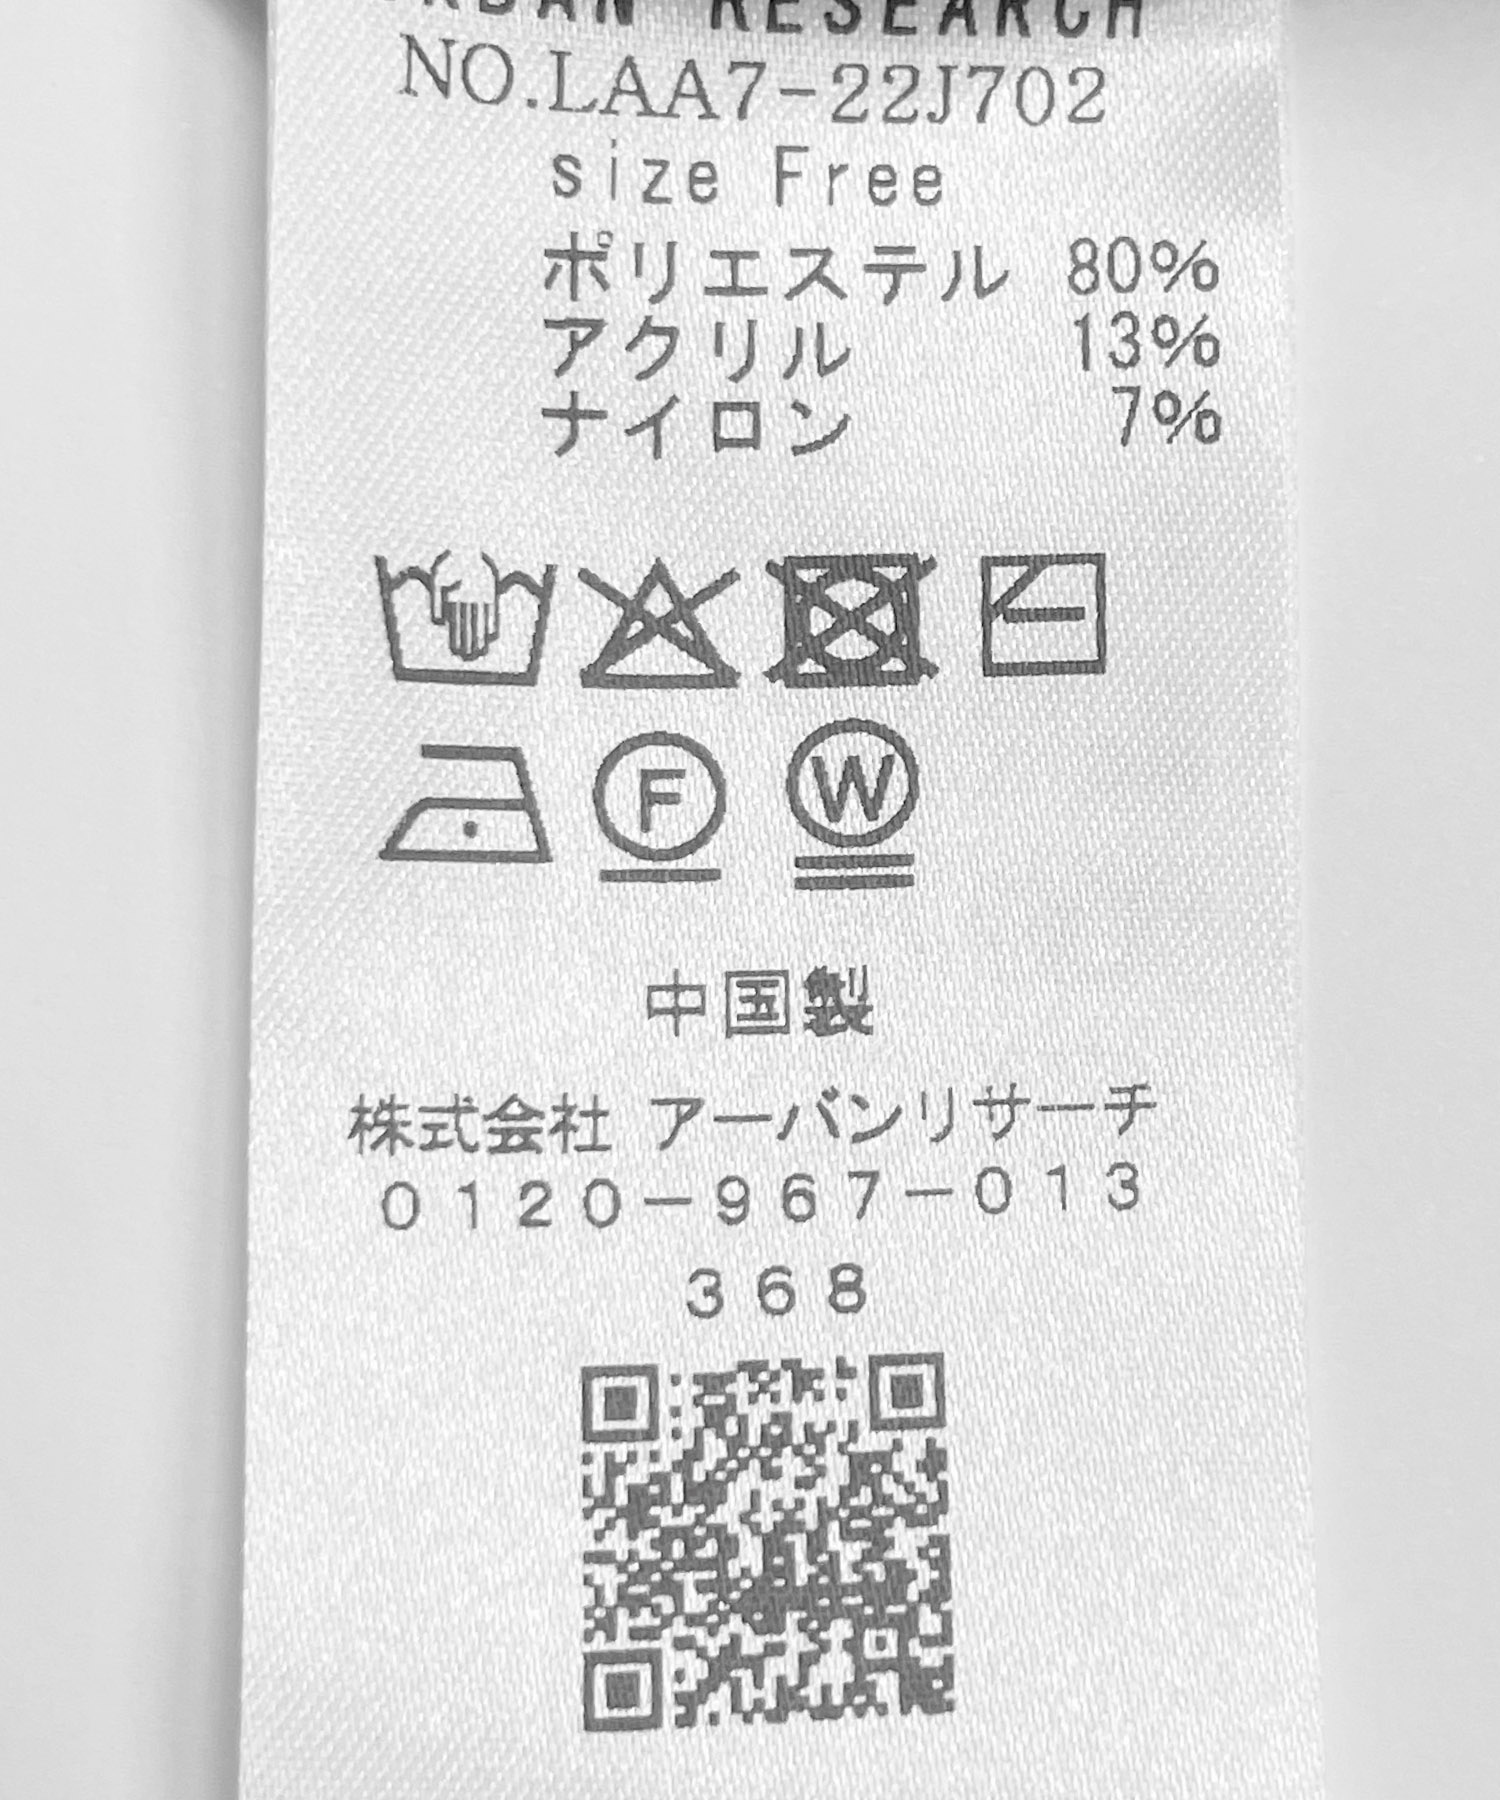 URBAN RESEARCH
NO.LAA7-22J702
size Free
ポリエステル 80%
アクリル 13%
ナイロン 7%
F W
中国製
株式会社 アーバンリサーチ
0120-967-013
368